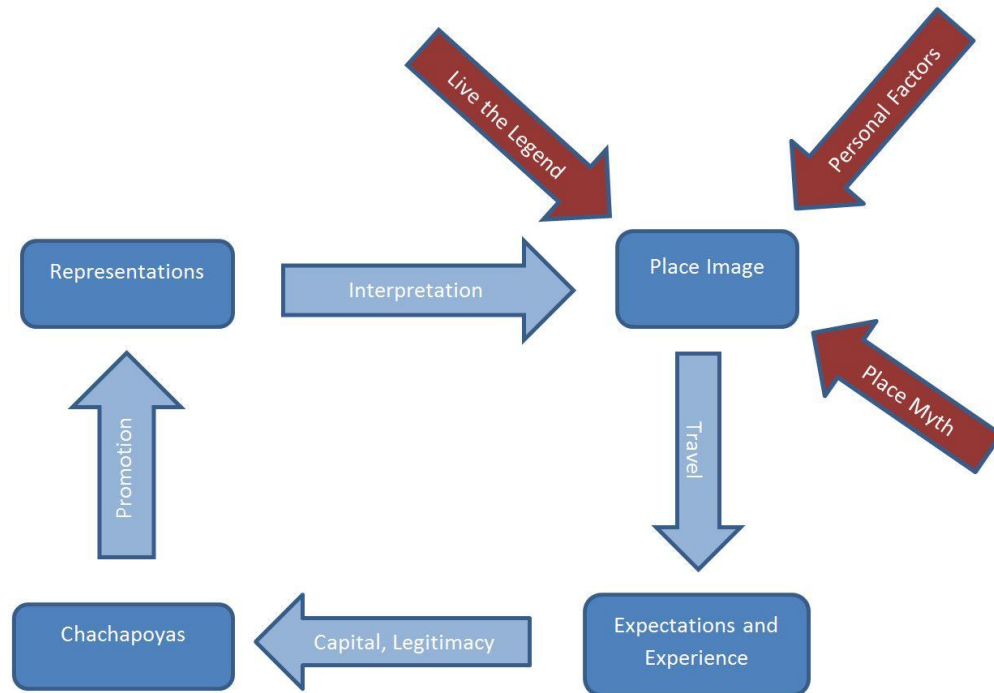 Live the Legend
Personal Factors
Representations
Interpretation
Place Image
Place Myth
Travel
Promotion
Chachapoyas
Capital, Legitimacy
Expectations and
Experience